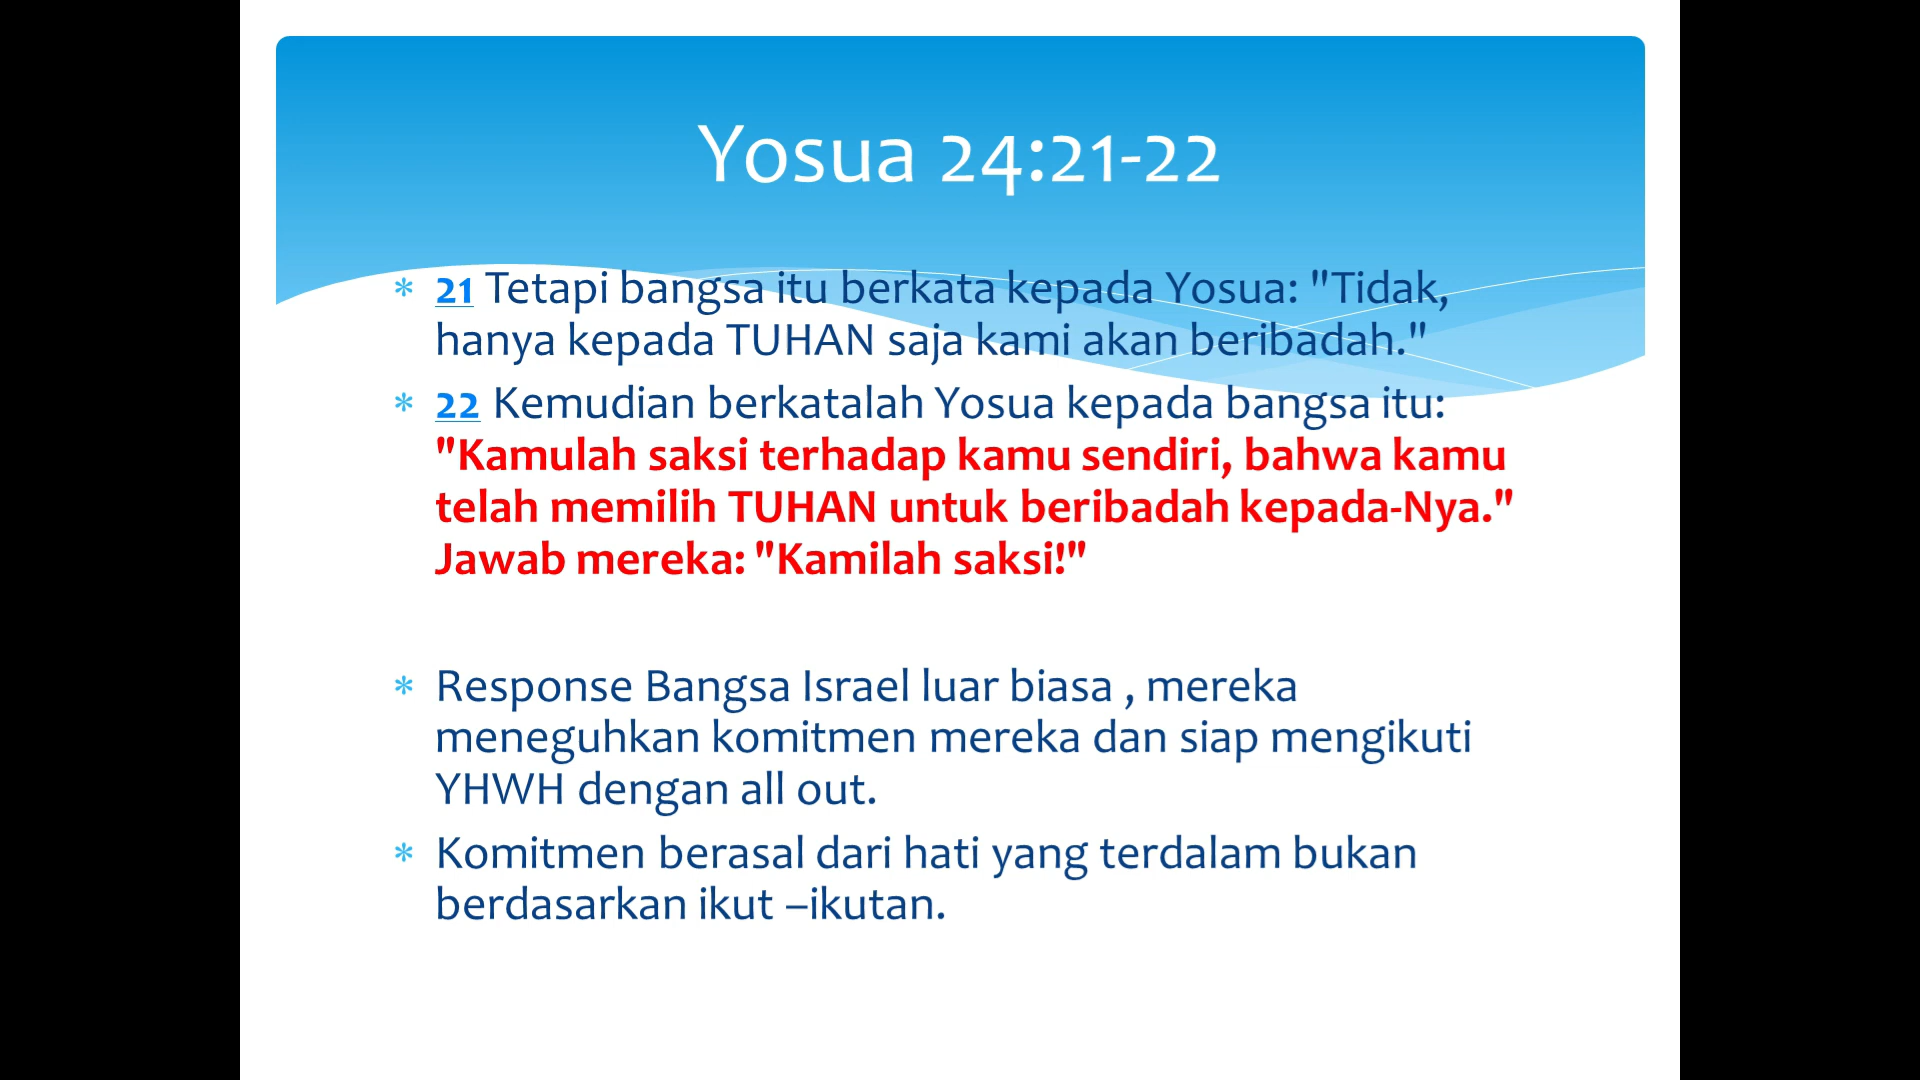 Yosua 24:21-22
* 21 Tetapi bangsa itu berkata kepada Yosua: "Tidak,
hanya kepada TUHAN saja kami akan beribadah."
* 22 Kemudian berkatalah Yosua kepada bangsa itu:
"Kamulah saksi terhadap kamu sendiri, bahwa kamu
telah memilih TUHAN untuk beribadah kepada-Nya."
Jawab mereka: "Kamilah saksi!"
* Response Bangsa Israel luar biasa , mereka
meneguhkan komitmen mereka dan siap mengikuti
YHWH dengan all out.
* Komitmen berasal dari hati yang terdalam bukan
berdasarkan ikut –ikutan.